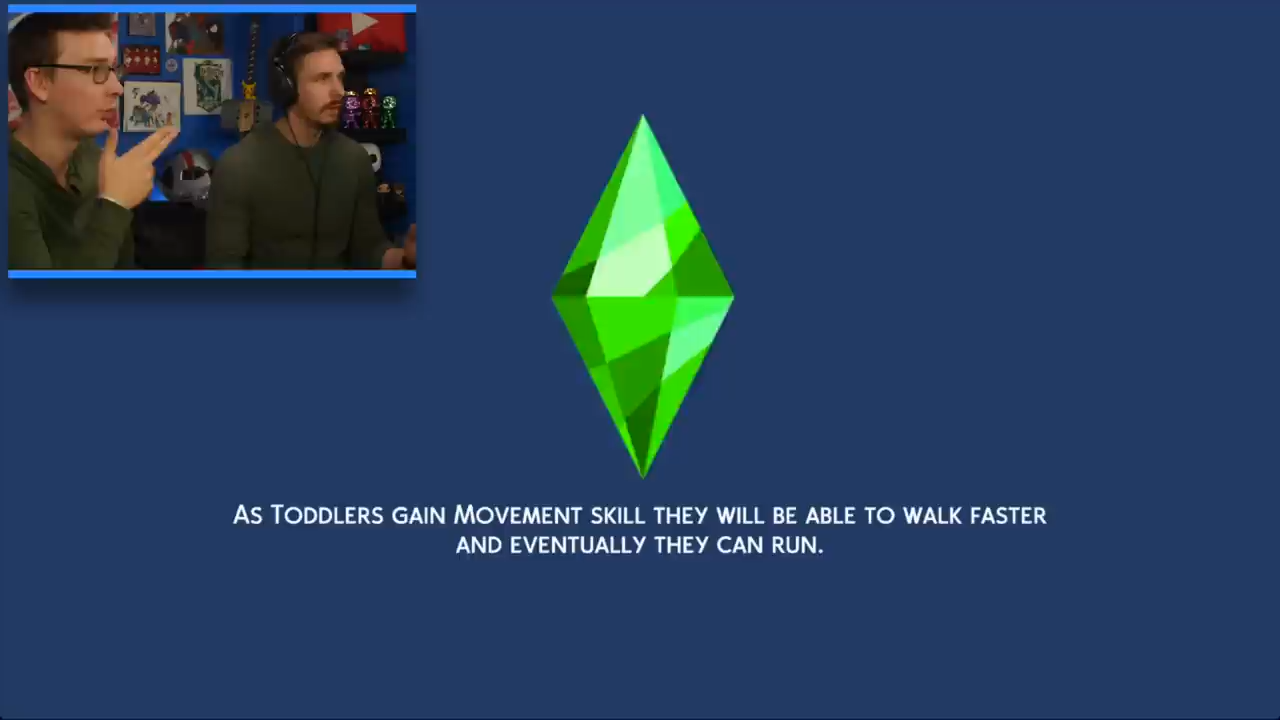 As Toddlers gain Movement skill they will be able to walk faster
and eventually they can run.